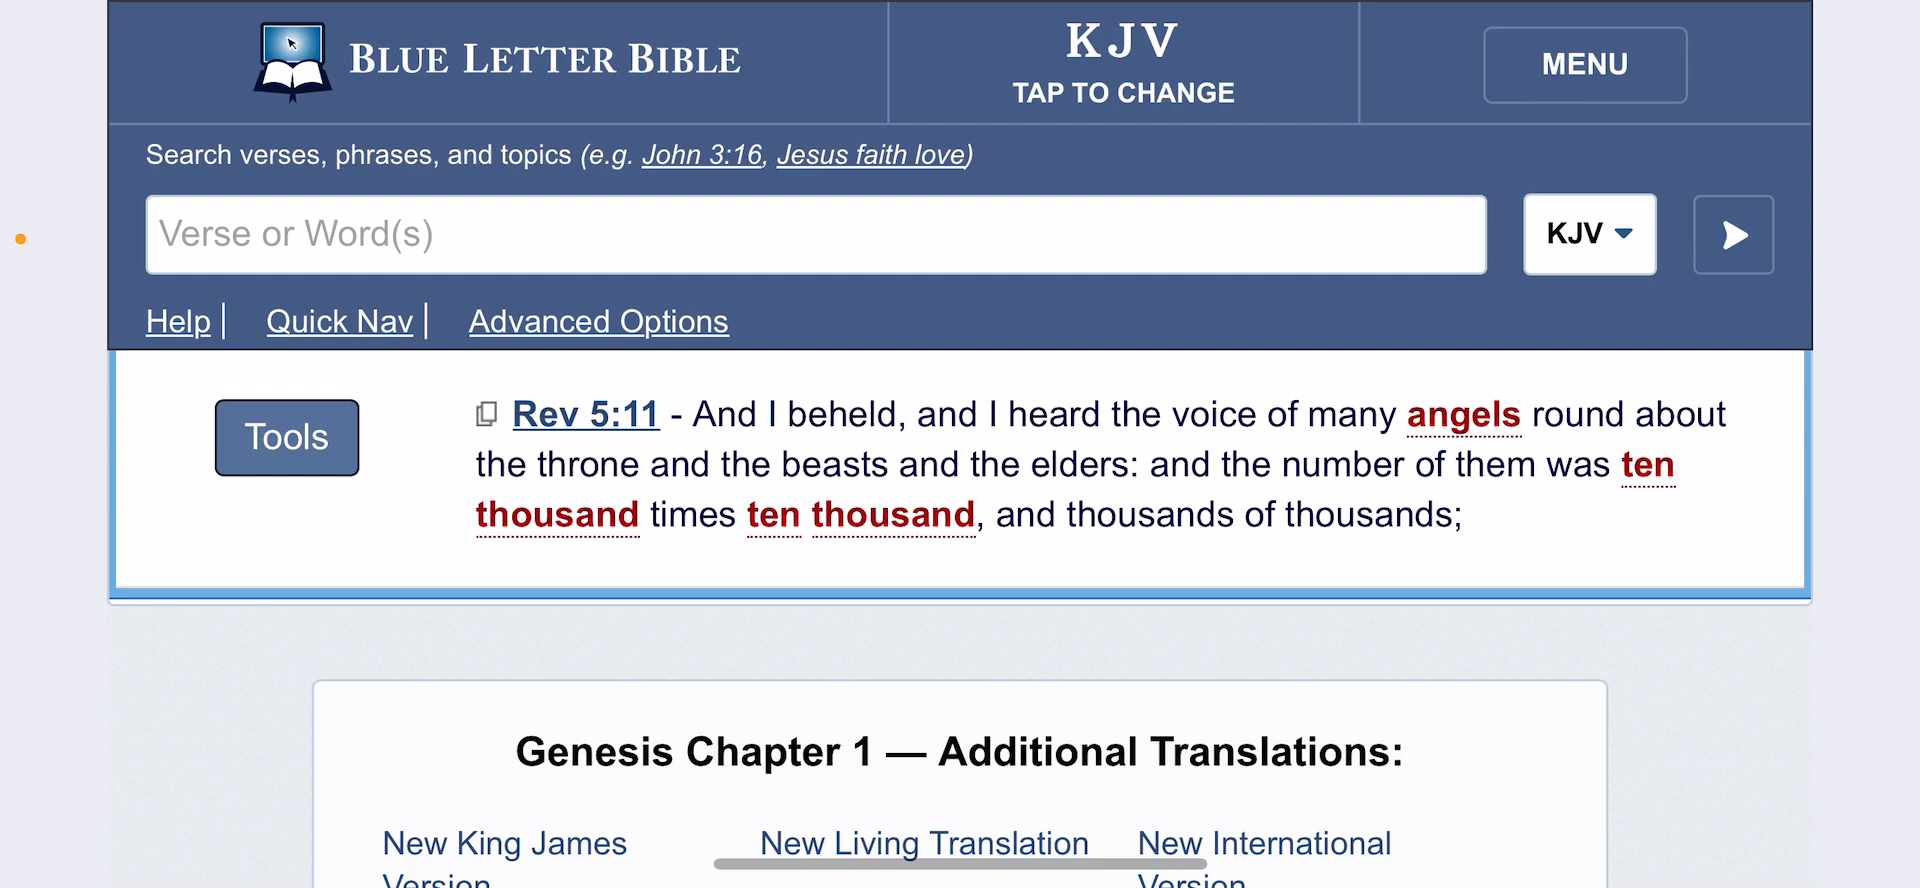 BLUE LETTER BIBLE
KJV
TAP TO CHANGE
MENU
Search verses, phrases, and topics (e.g. John 3:16, Jesus faith love)
Verse or Word(s)
KJV
Help
Quick Nav
Advanced Options
Tools
Rev 5:11 - And I beheld, and I heard the voice of many angels round about
the throne and the beasts and the elders: and the number of them was ten
thousand times ten thousand, and thousands of thousands;
Genesis Chapter 1 — Additional Translations:
New King James
Version
New Living Translation
New International
Version